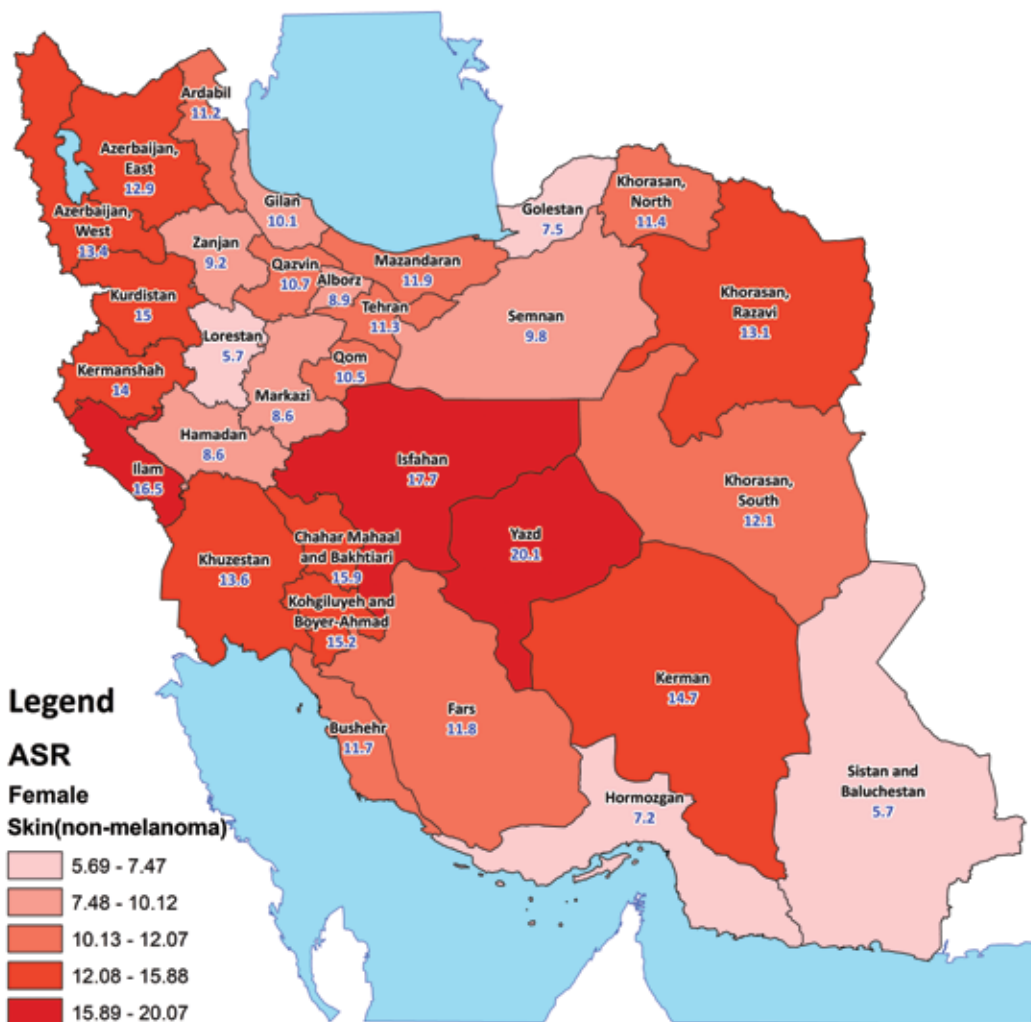 Ardabil
11.2
Azerbaijan,
East
12.9
Azerbaijan,
West
13.4
Gilan
10.1
Golestan
7.5
Khorasan,
North
11.4
Zanjan
9.2
Qazvin
10.7
Mazandaran
11.9
Alborz
8.9
Tehran
11.3
Khorasan,
Razavi
13.1
Kurdistan
15
Semnan
9.8
Lorestan
5.7
Qom
10.5
Kermanshah
14
Markazi
8.6
Hamadan
8.6
Isfahan
17.7
Ilam
16.5
Khorasan,
South
12.1
Yazd
20.1
Chahar Mahaal
and Bakhtiari
15.9
Khuzestan
13.6
Kohgiluyeh and
Boyer-Ahmad
15.2
Kerman
14.7
Fars
11.8
Bushehr
11.7
Sistan and
Baluchestan
5.7
Hormozgan
7.2
Legend
ASR
Female
Skin(non-melanoma)
5.69 - 7.47
7.48 - 10.12
10.13 - 12.07
12.08 - 15.88
15.89 - 20.07